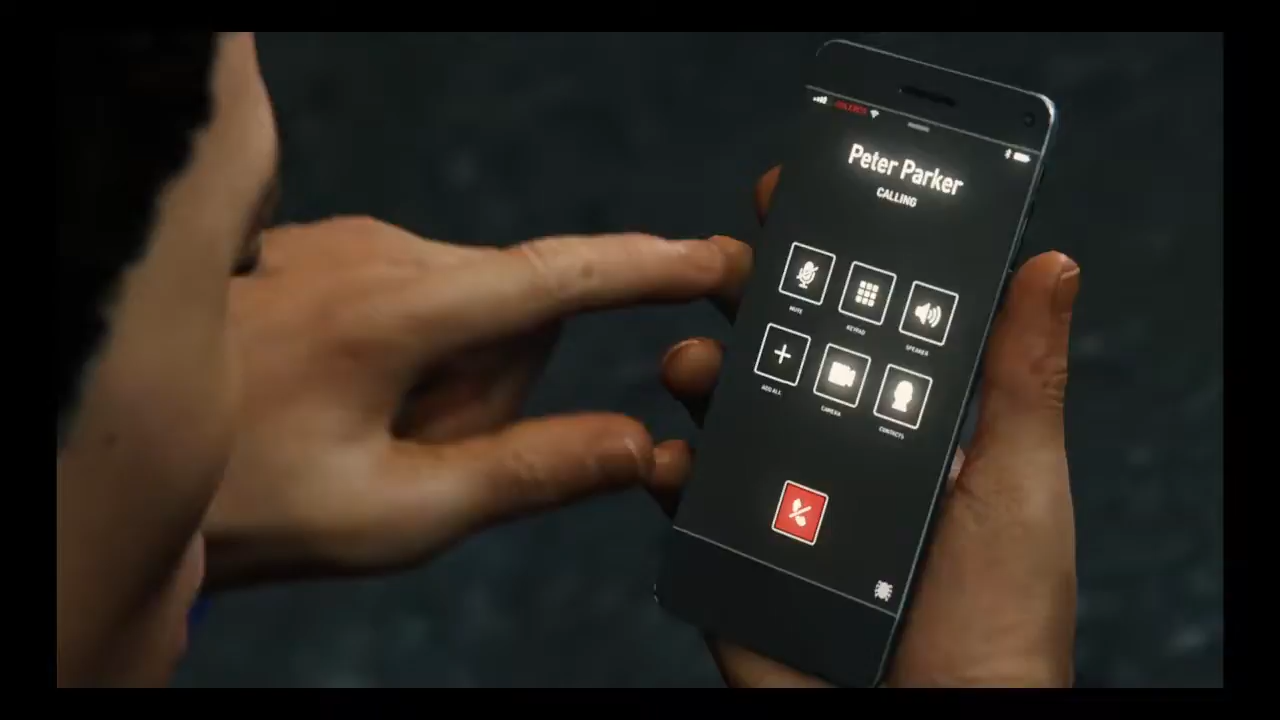 Peter Parker
CALLING
MUTE
KEYPAD
SPEAKER
ADD ALL
CAMERA
CONTACTS